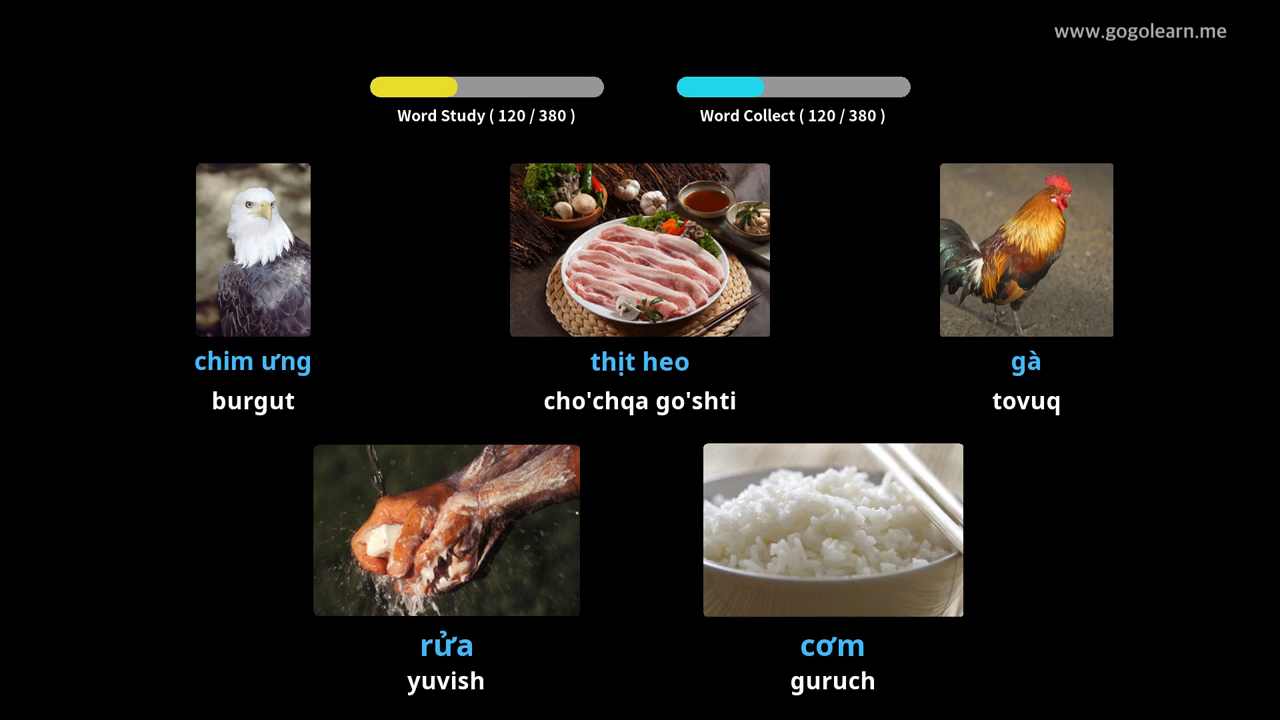 www.gogolearn.me
Word Study ( 120 / 380 )
Word Collect ( 120 / 380 )
chim ưng
burgut
thịt heo
cho'chqa go'shti
gà
tovuq
rửa
yuvish
cơm
guruch